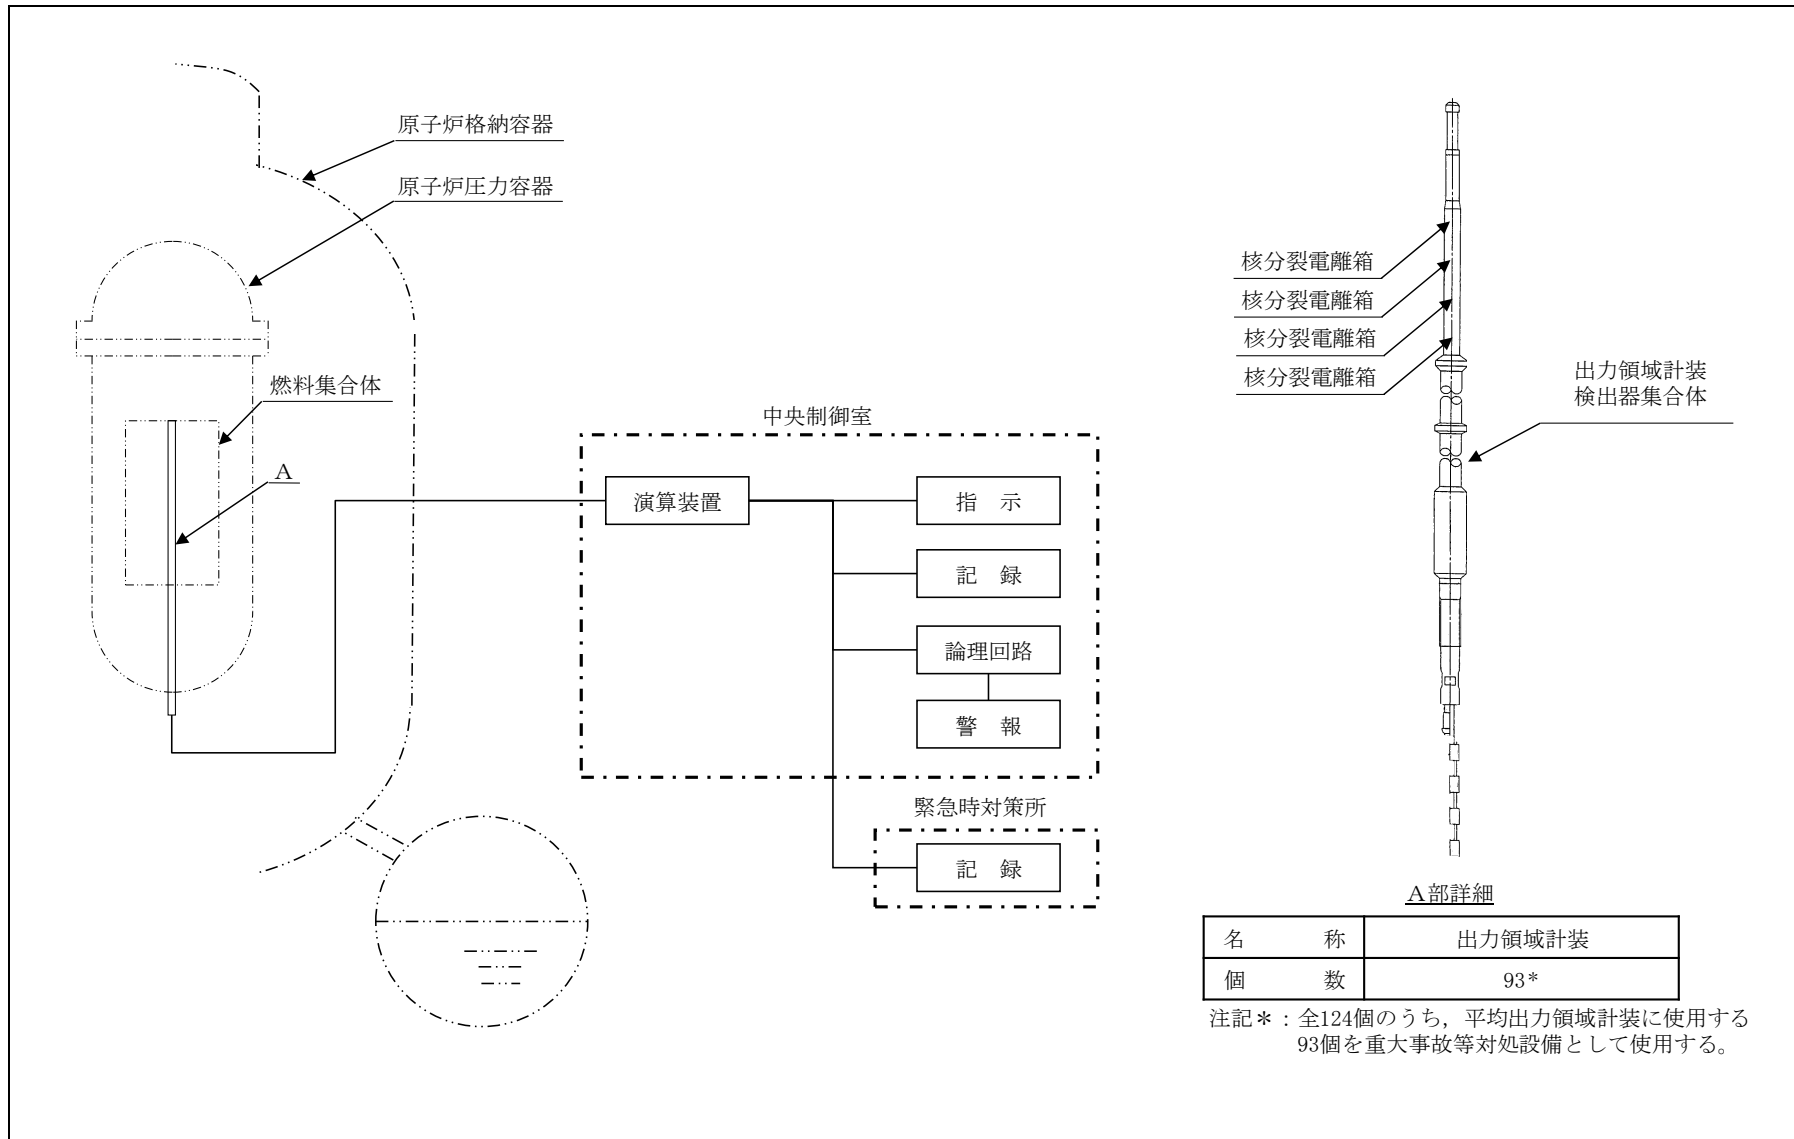 原子炉格納容器
原子炉圧力容器
燃料集合体
A
中央制御室
演算装置
指　示
記　録
論理回路
警　報
緊急時対策所
記　録
核分裂電離箱
核分裂電離箱
核分裂電離箱
核分裂電離箱
出力領域計装
検出器集合体
A部詳細
名　称　出力領域計装
個　数　93*
注記＊：全124個のうち，平均出力領域計装に使用する
93個を重大事故等対処設備として使用する。